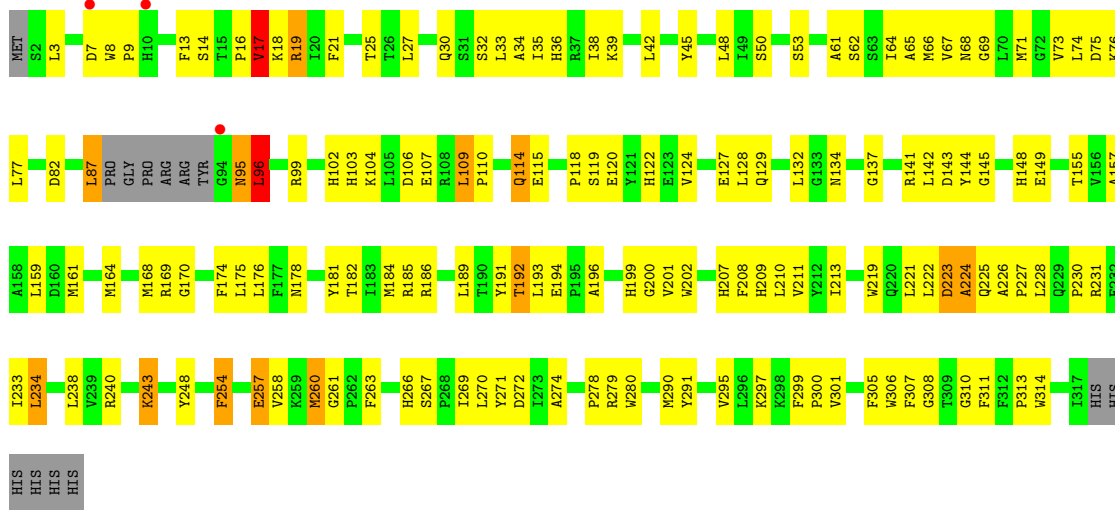 MET S2 L3 D7 W8 P9 H10 F13 S14 T15 P16 V17 K18 R19 I20 F21 T25 T26 L27 Q30 S31 S32 L33 A34 I35 H36 R37 I38 K39 L42 Y45 L48 I49 S50 S53 A61 S62 S63 I64 A65 M66 V67 N68 G69 L70 M71 G72 V73 L74 D75 K76
L77 D82 L87 PRO GLY PRO ARG ARG TYR G94 N95 L96 R99 H102 H103 K104 L105 D106 E107 R108 L109 P110 Q114 E115 P118 S119 E120 Y121 H122 E123 V124 E127 L128 Q129 L132 G133 N134 G137 R141 L142 D143 Y144 G145 H148 E149 T155 V156 A157
A158 L159 D160 M161 M164 M168 R169 G170 F174 L175 L176 F177 N178 Y181 T182 I183 M184 R185 R186 L189 T190 Y191 T192 L193 E194 P195 A196 H199 G200 V201 W202 H207 F208 H209 L210 V211 Y212 I213 W219 Q220 L221 L222 D223 A224 Q225 A226 P227 L228 Q229 P230 R231 E232
I233 L234 L238 V239 R240 K243 Y248 F254 E257 V258 K259 M260 G261 P262 F263 H266 S267 P268 I269 L270 Y271 D272 I273 A274 P278 R279 W280 M290 Y291 V295 L296 K297 K298 F299 P300 V301 F305 W306 F307 G308 T309 G310 F311 F312 P313 W314 I317 HIS HIS
HIS HIS HIS HIS